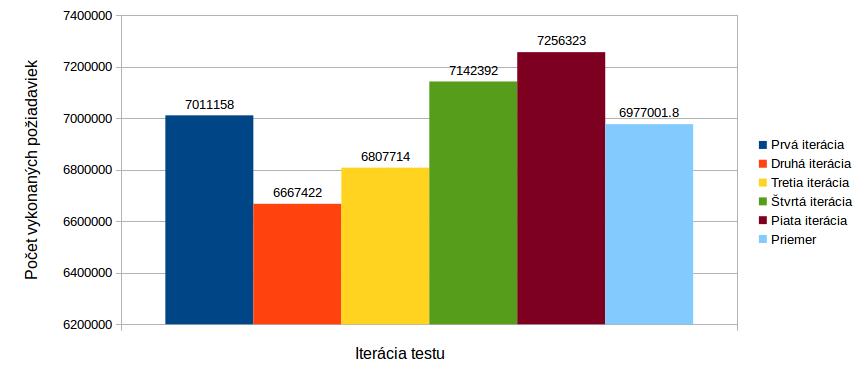 Počet vykonaných požiadaviek
7400000
7200000
7000000
6800000
6600000
6400000
6200000
7011158
6667422
6807714
7142392
7256323
6977001.8
Iterácia testu
Prvá iterácia
Druhá iterácia
Tretia iterácia
Štvrtá iterácia
Piata iterácia
Priemer